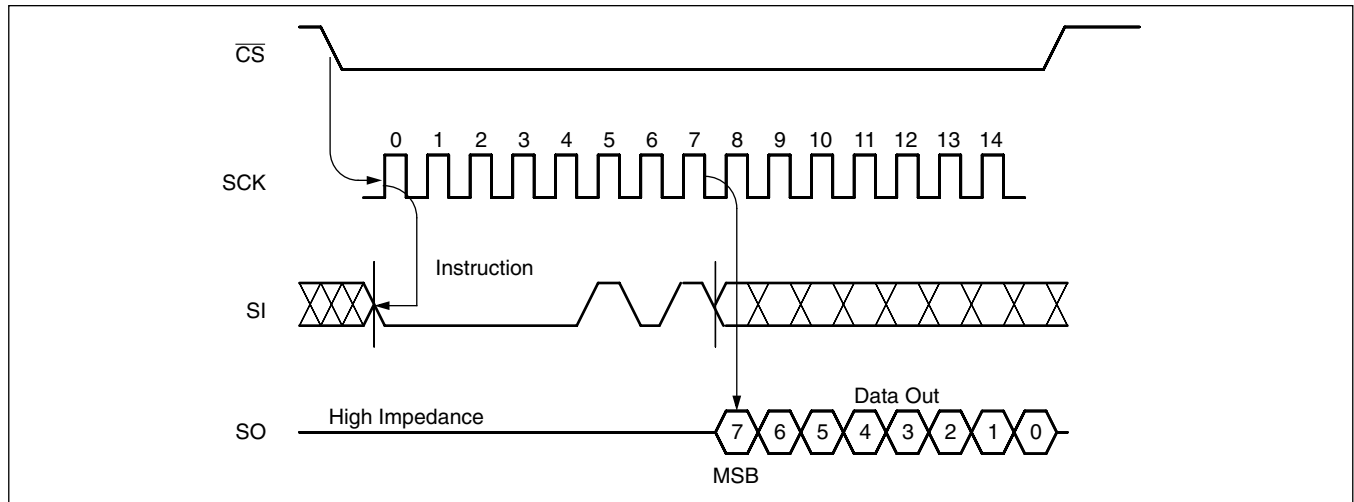 CS
0 1 2 3 4 5 6 7 8 9 10 11 12 13 14
SCK
Instruction
SI
Data Out
High Impedance
SO
7 6 5 4 3 2 1 0
MSB